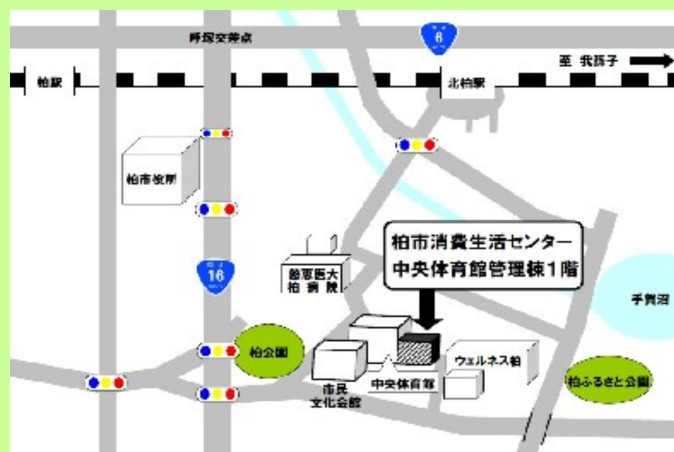 呼塚交差点
6
至 我孫子
柏駅
北柏駅
柏市役所
柏市消費生活センター
中央体育館管理棟1階
16
慈恵医大
柏病院
手賀沼
柏公園
ウェルネス柏
市民
文化会館
中央体育館
柏ふるさと公園